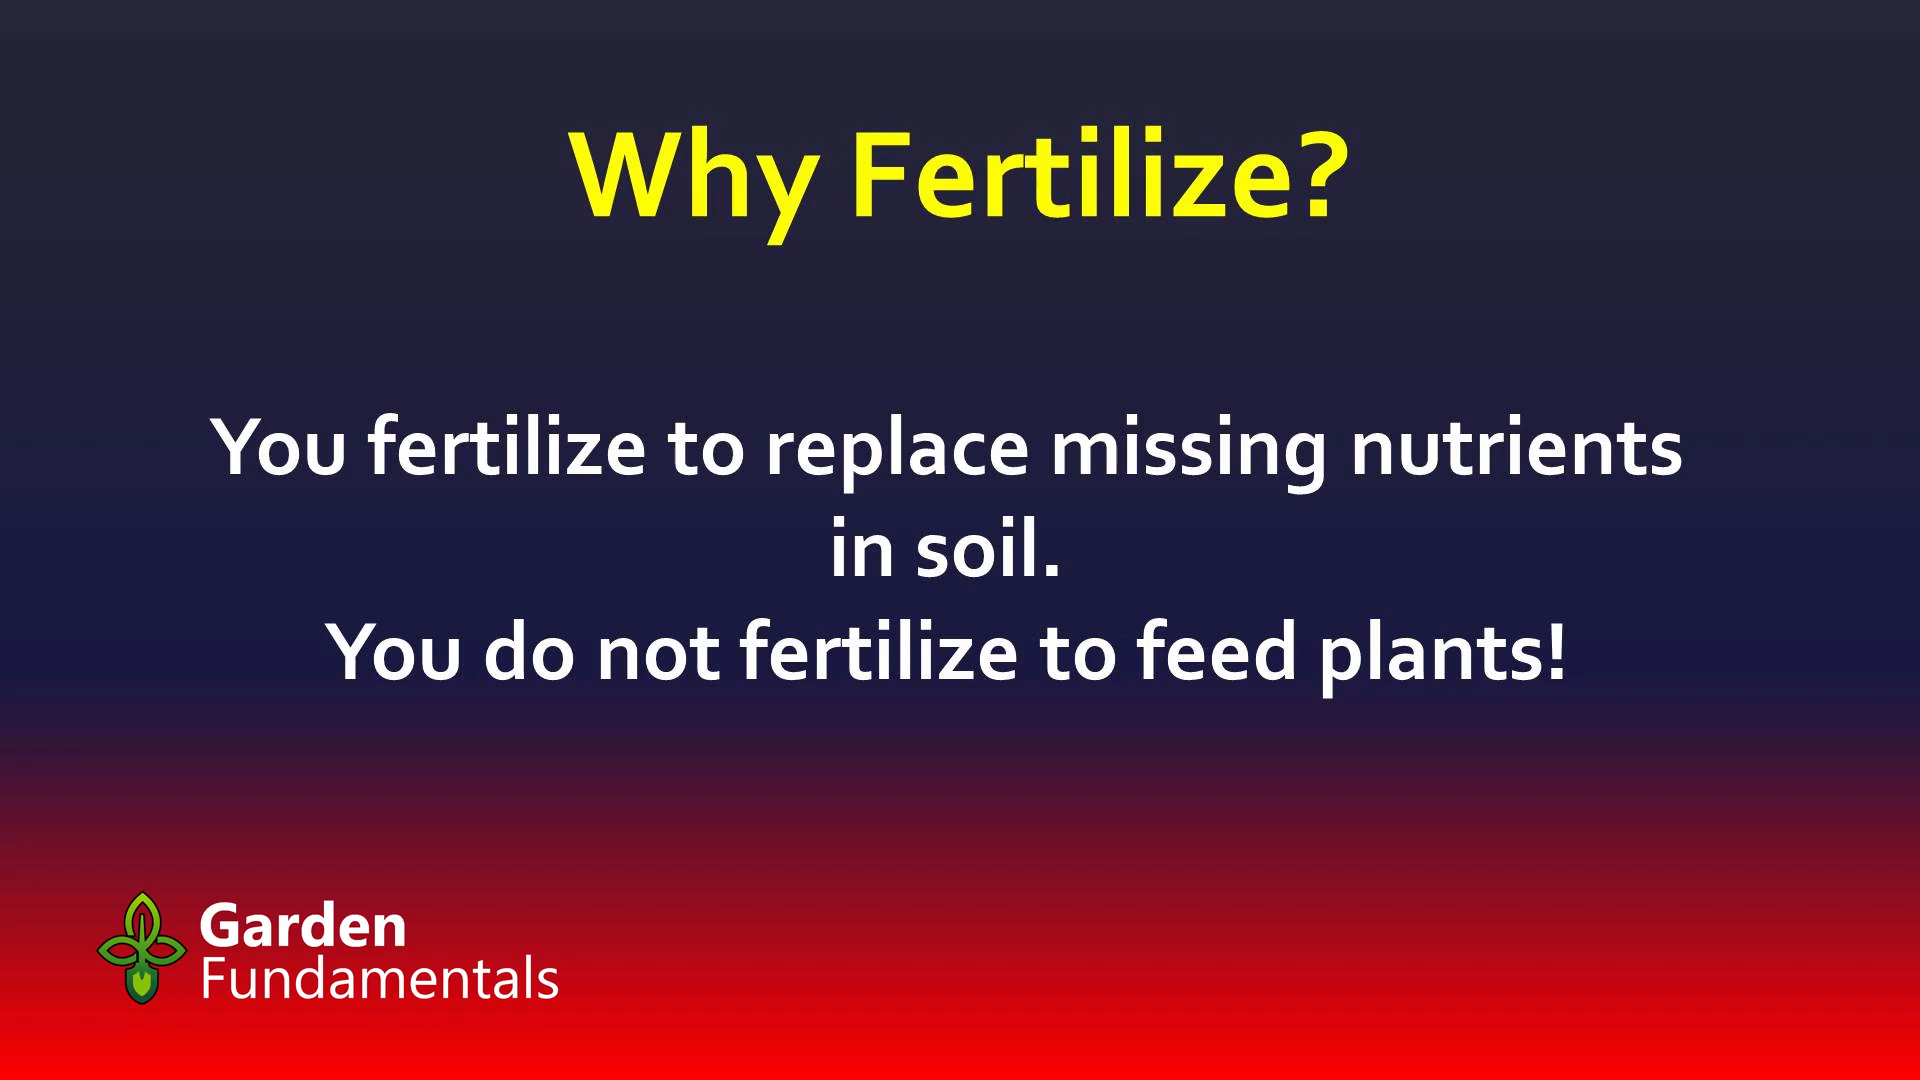 Why Fertilize?
You fertilize to replace missing nutrients
in soil.
You do not fertilize to feed plants!
Garden
Fundamentals